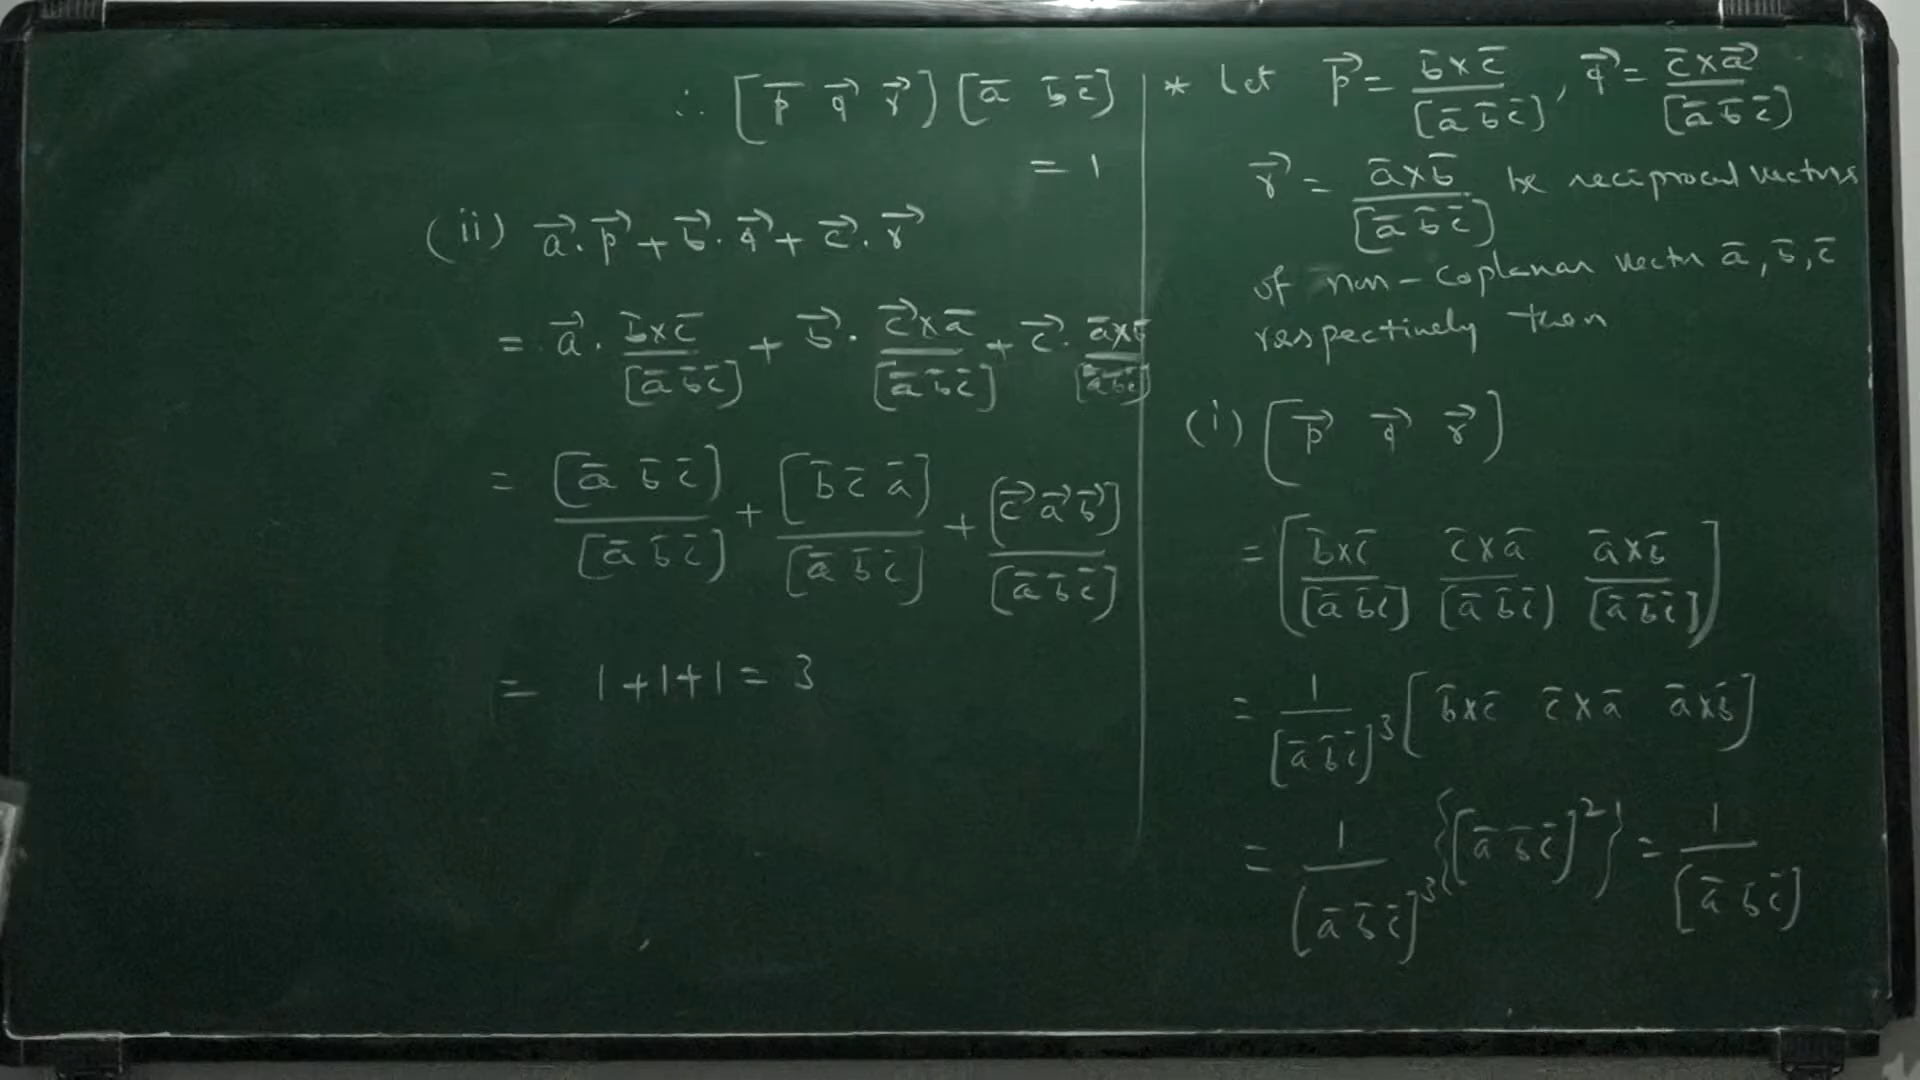 * Let p⃗ = b̄×c̄/[ā b̄ c̄], q⃗ = c̄×a⃗/[ā b̄ c̄]
r⃗ = ā×b̄/[ā b̄ c̄] be reciprocal vectors
of non-coplanar vector ā, b̄, c̄
respectively then
(i) [p⃗ q⃗ r⃗]
= [b̄×c̄/[ā b̄ c̄] c̄×ā/[ā b̄ c̄] ā×b̄/[ā b̄ c̄]]
= 1/[ā b̄ c̄]³ [b̄×c̄ c̄×ā ā×b̄]
= 1/[ā b̄ c̄]³ {[ā b̄ c̄]²} = 1/[ā b̄ c̄]
∴ [p̄ q⃗ r⃗] [ā b̄ c̄]
= 1
(ii) a⃗.p⃗ + b⃗.q⃗ + c⃗.r⃗
= a⃗. b̄×c̄/[ā b̄ c̄] + b⃗. c⃗×ā/[ā b̄ c̄] + c⃗. ā×b̄/[ā b̄ c̄]
= [ā b̄ c̄]/[ā b̄ c̄] + [b̄ c̄ ā]/[ā b̄ c̄] + [c⃗ a⃗ b⃗]/[ā b̄ c̄]
= 1+1+1 = 3